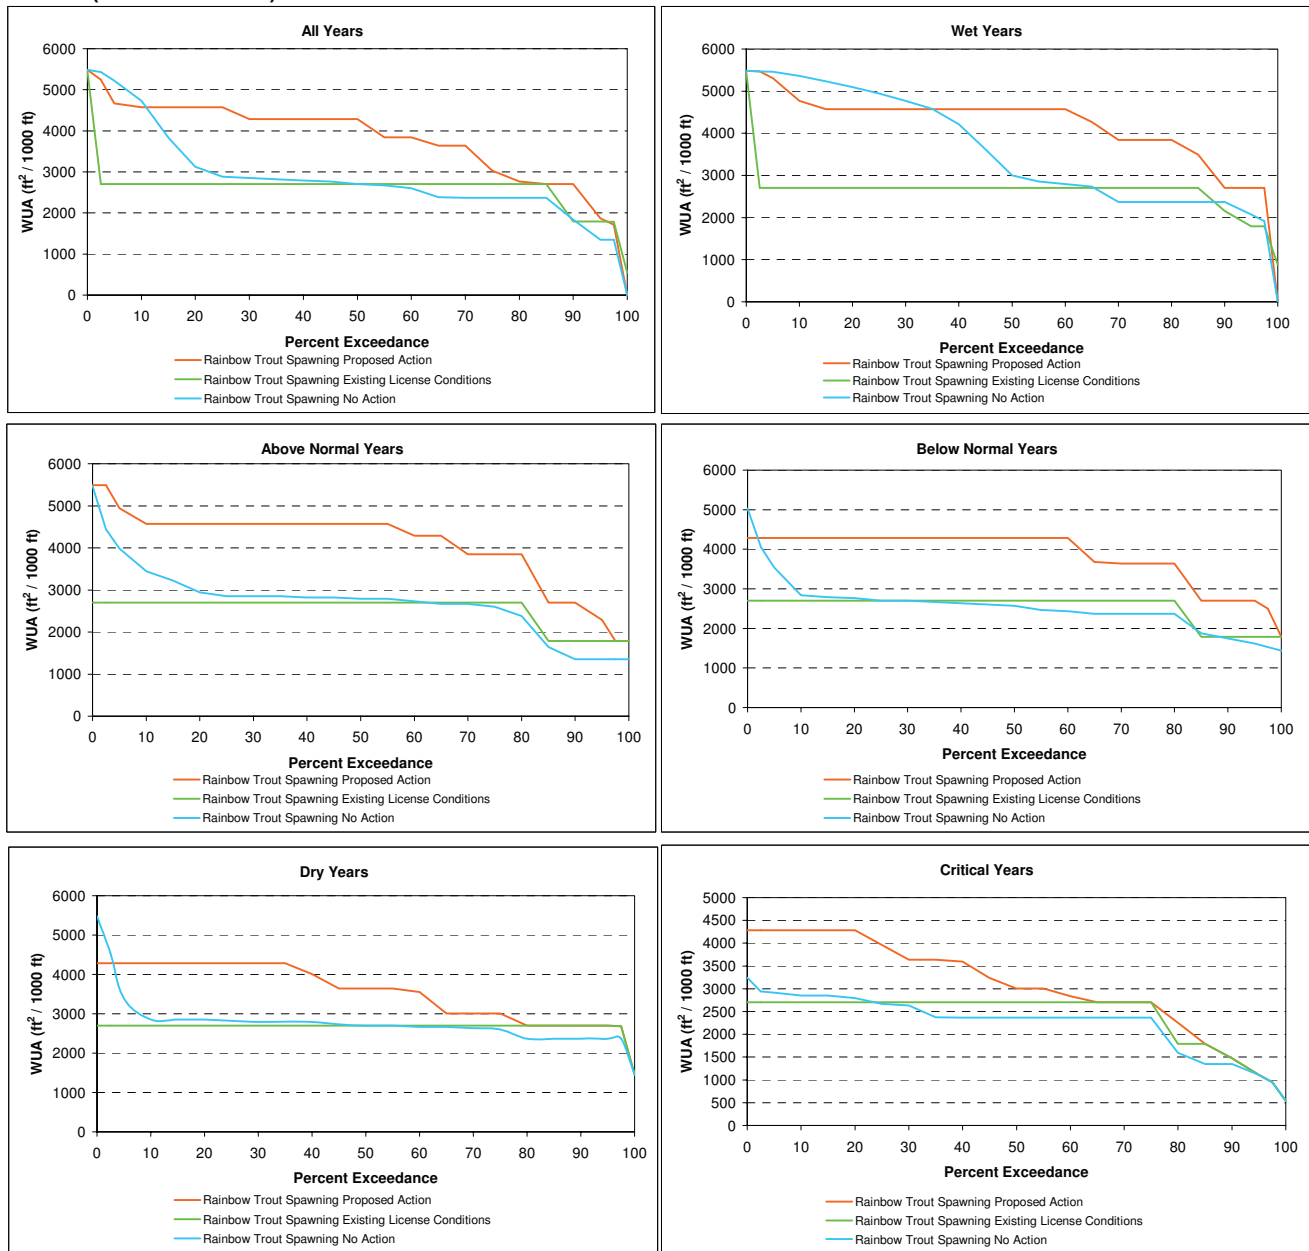 All Years
WUA (ft² / 1000 ft)
6000
5000
4000
3000
2000
1000
0
0 10 20 30 40 50 60 70 80 90 100
Percent Exceedance
Rainbow Trout Spawning Proposed Action
Rainbow Trout Spawning Existing License Conditions
Rainbow Trout Spawning No Action
Wet Years
WUA (ft² / 1000 ft)
6000
5000
4000
3000
2000
1000
0
0 10 20 30 40 50 60 70 80 90 100
Percent Exceedance
Rainbow Trout Spawning Proposed Action
Rainbow Trout Spawning Existing License Conditions
Rainbow Trout Spawning No Action
Above Normal Years
WUA (ft² / 1000 ft)
6000
5000
4000
3000
2000
1000
0
0 10 20 30 40 50 60 70 80 90 100
Percent Exceedance
Rainbow Trout Spawning Proposed Action
Rainbow Trout Spawning Existing License Conditions
Rainbow Trout Spawning No Action
Below Normal Years
WUA (ft² / 1000 ft)
6000
5000
4000
3000
2000
1000
0
0 10 20 30 40 50 60 70 80 90 100
Percent Exceedance
Rainbow Trout Spawning Proposed Action
Rainbow Trout Spawning Existing License Conditions
Rainbow Trout Spawning No Action
Dry Years
WUA (ft² / 1000 ft)
6000
5000
4000
3000
2000
1000
0
0 10 20 30 40 50 60 70 80 90 100
Percent Exceedance
Rainbow Trout Spawning Proposed Action
Rainbow Trout Spawning Existing License Conditions
Rainbow Trout Spawning No Action
Critical Years
WUA (ft² / 1000 ft)
5000
4500
4000
3500
3000
2500
2000
1500
1000
500
0
0 10 20 30 40 50 60 70 80 90 100
Percent Exceedance
Rainbow Trout Spawning Proposed Action
Rainbow Trout Spawning Existing License Conditions
Rainbow Trout Spawning No Action